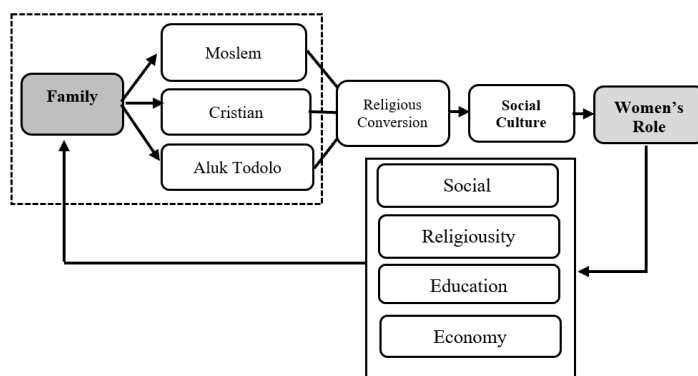 Family
Moslem
Cristian
Aluk Todolo
Religious
Conversion
Social
Culture
Women's
Role
Social
Religiousity
Education
Economy